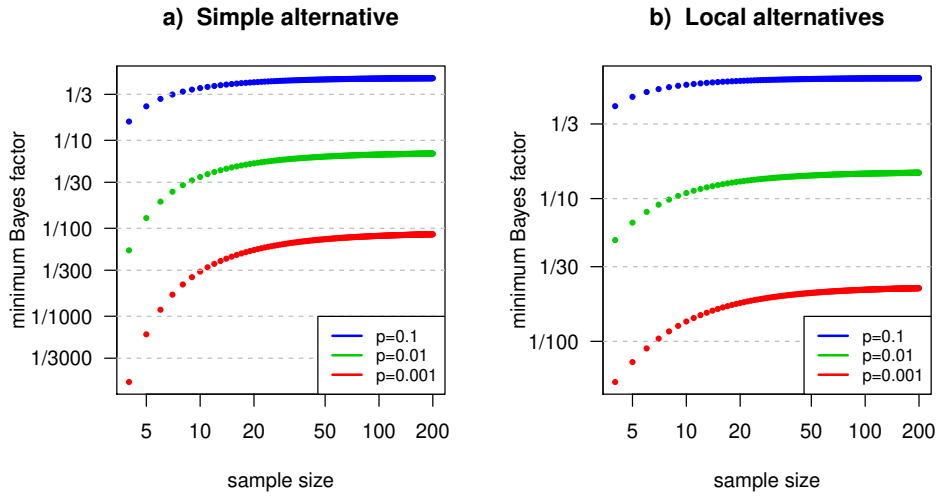 a) Simple alternative
minimum Bayes factor
1/3
1/10
1/30
1/100
1/300
1/1000
1/3000
p=0.1
p=0.01
p=0.001
5 10 20 50 100 200
sample size
b) Local alternatives
minimum Bayes factor
1/3
1/10
1/30
1/100
p=0.1
p=0.01
p=0.001
5 10 20 50 100 200
sample size